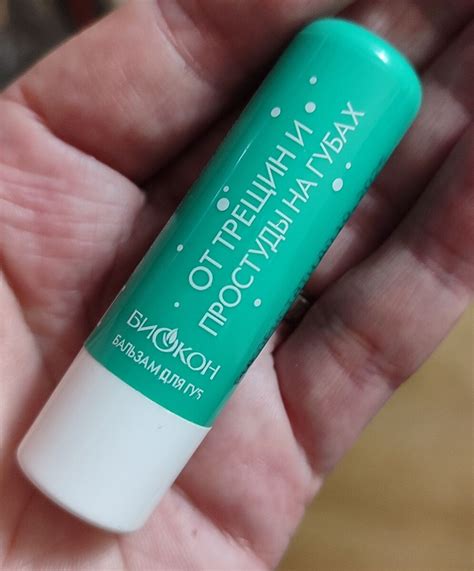 ОТ ТРЕЩИН И
ПРОСТУДЫ НА ГУБАХ
БИОКОН
БАЛЬЗАМ ДЛЯ ГУБ